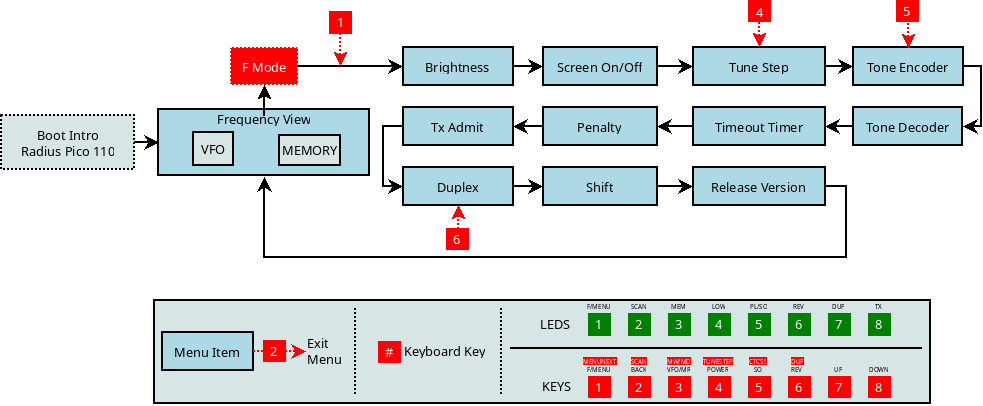 1
4
5
F Mode
Brightness
Screen On/Off
Tune Step
Tone Encoder
Boot Intro
Radius Pico 110
Frequency View
VFO
MEMORY
Tx Admit
Penalty
Timeout Timer
Tone Decoder
Duplex
Shift
Release Version
6
Menu Item
2
Exit
Menu
# Keyboard Key
F/MENU SCAN MEM LOW PL/SO REV DUP TX
LEDS 1 2 3 4 5 6 7 8
MENUNEXT SCAN MW/MD TUNESTEP CTCSS DUP
F/MENU BACK VFO/MR POWER SO REV UP DOWN
KEYS 1 2 3 4 5 6 7 8